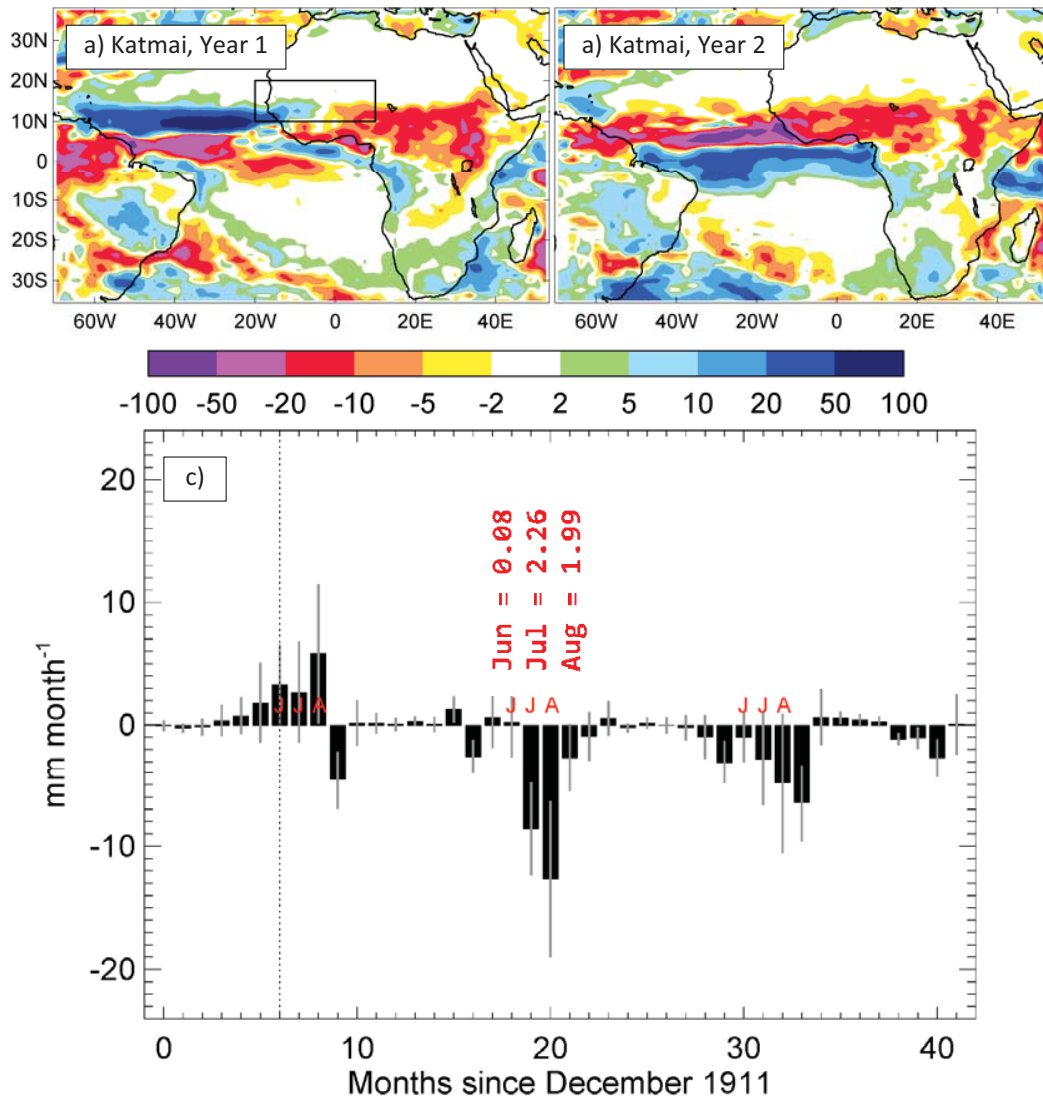 a) Katmai, Year 1
a) Katmai, Year 2
30N
20N
10N
0
10S
20S
30S
60W 40W 20W 0 20E 40E
60W 40W 20W 0 20E 40E
-100 -50 -20 -10 -5 -2 2 5 10 20 50 100
c)
20
10
0
-10
-20
mm month-1
Jun = 0.08
Jul = 2.26
Aug = 1.99
J J A
J J A
J J A
0 10 20 30 40
Months since December 1911